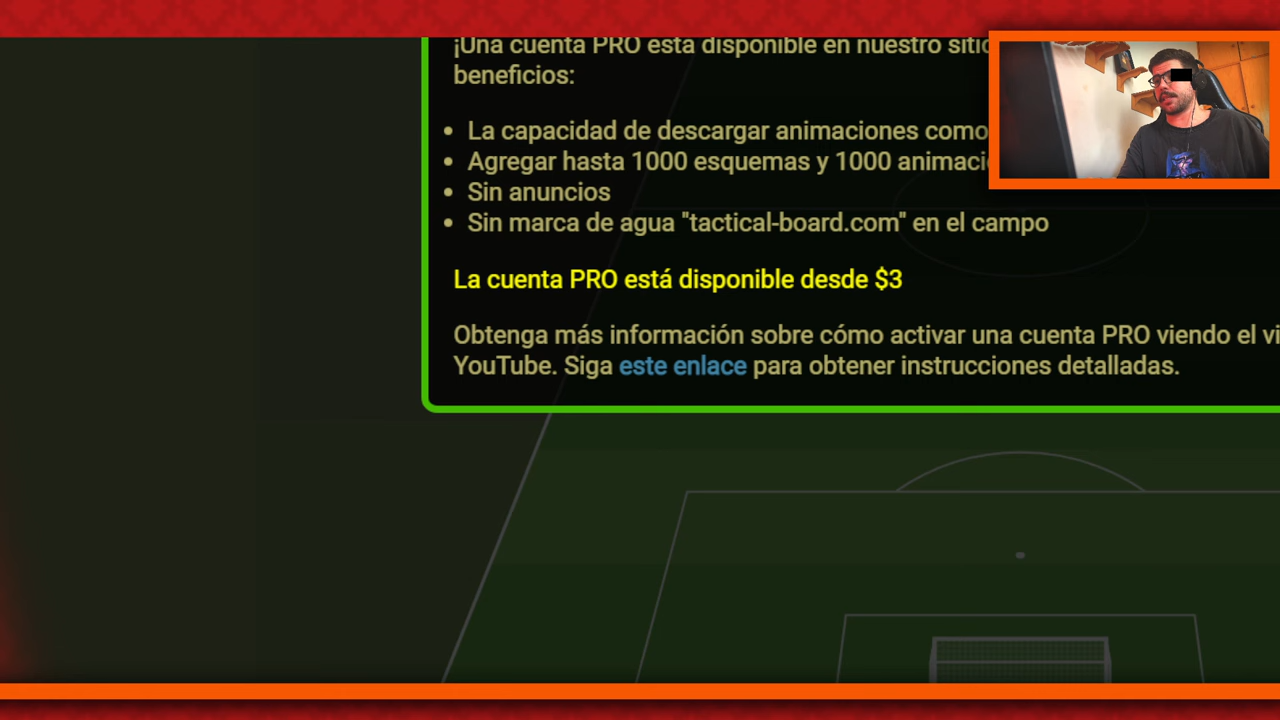 ¡Una cuenta PRO está disponible en nuestro sitio
beneficios:
La capacidad de descargar animaciones como
Agregar hasta 1000 esquemas y 1000
Sin anuncios
Sin marca de agua "tactical-board.com" en el campo
La cuenta PRO está disponible desde $3
Obtenga más información sobre cómo activar una cuenta PRO viendo el
YouTube. Siga este enlace para obtener instrucciones detalladas.